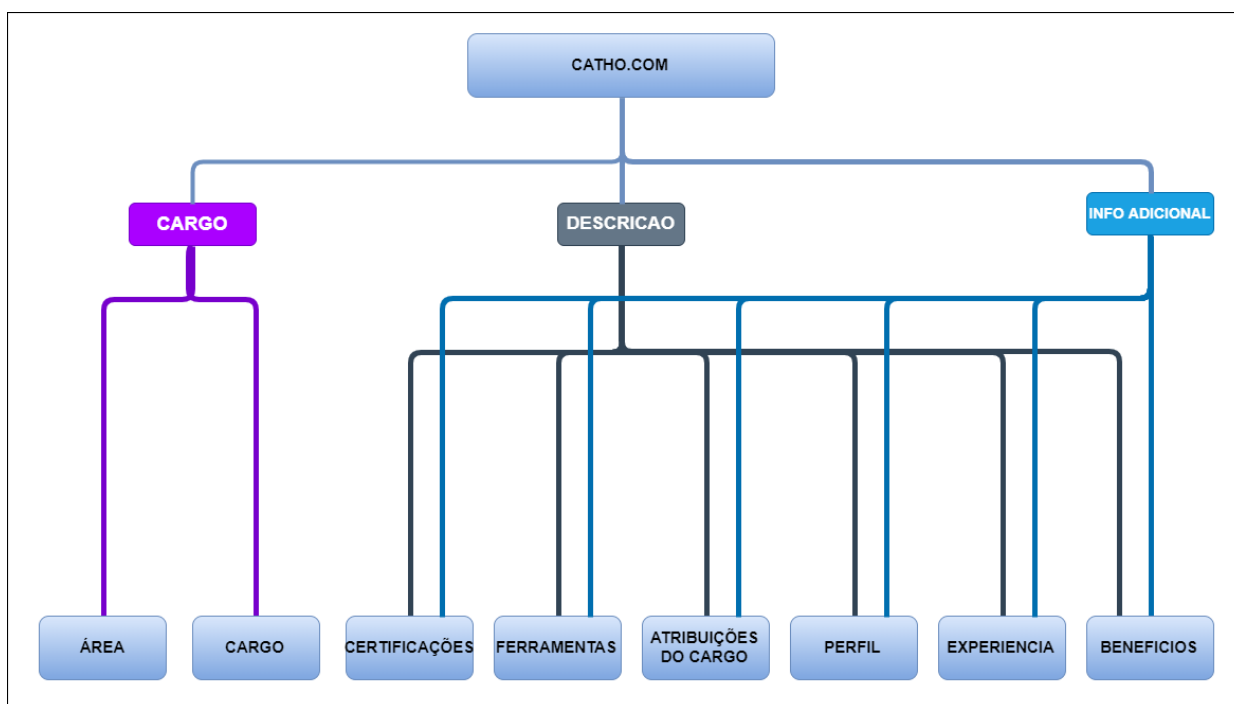 CATHO.COM
CARGO
DESCRICAO
INFO ADICIONAL
ÁREA
CARGO
CERTIFICAÇÕES
FERRAMENTAS
ATRIBUIÇÕES
DO CARGO
PERFIL
EXPERIENCIA
BENEFICIOS